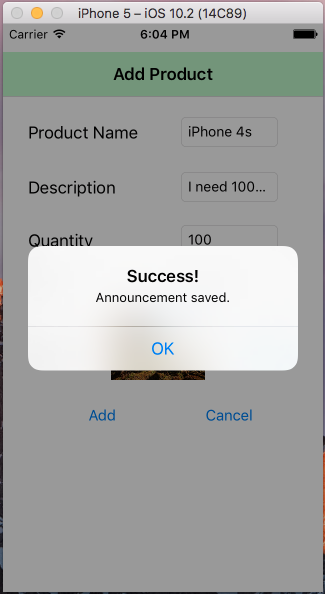 iPhone 5 – iOS 10.2 (14C89)
Carrier 6:04 PM
Add Product
Product Name iPhone 4s
Description I need 100...
Quantity 100
Success!
Announcement saved.
OK
Add Cancel